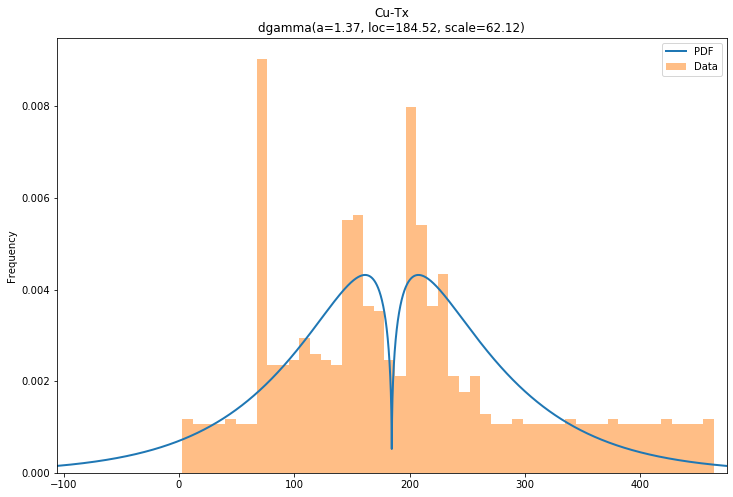 Cu-Tx
dgamma(a=1.37, loc=184.52, scale=62.12)
PDF
Data
Frequency
0.008
0.006
0.004
0.002
0.000
−100
0
100
200
300
400